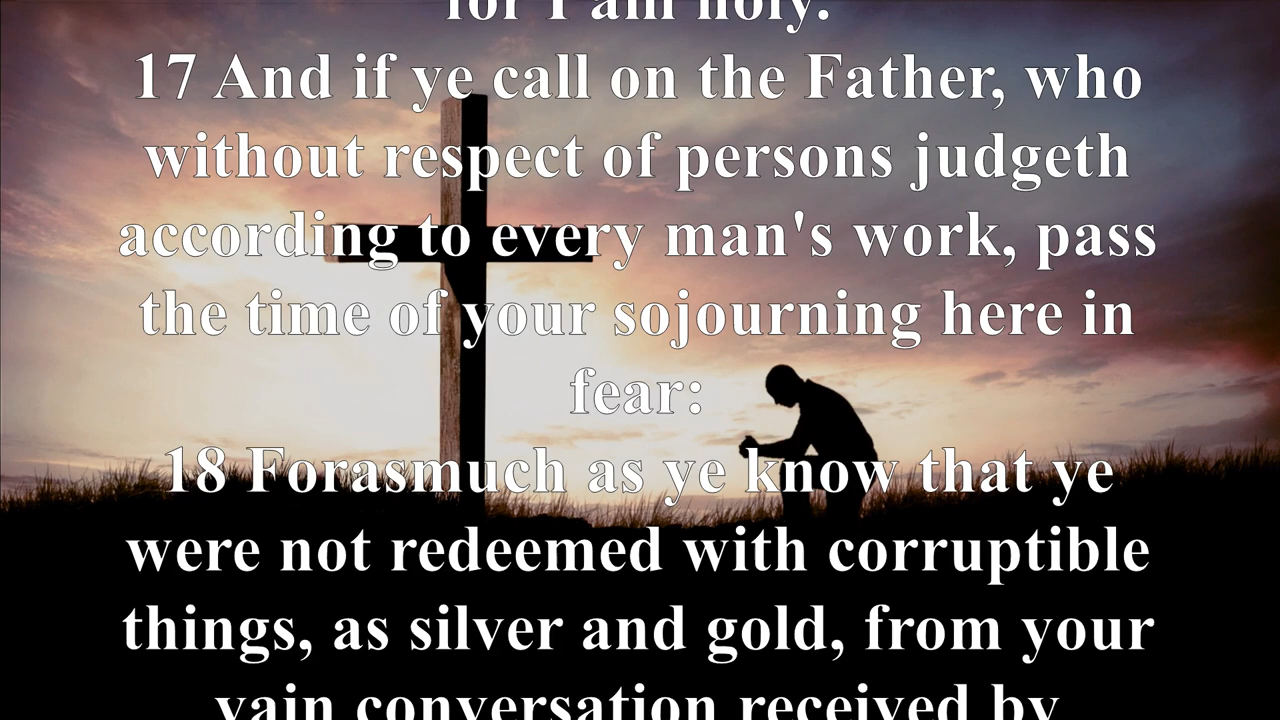 for I am holy.
17 And if ye call on the Father, who
without respect of persons judgeth
according to every man's work, pass
the time of your sojourning here in
fear:
18 Forasmuch as ye know that ye
were not redeemed with corruptible
things, as silver and gold, from your
vain conversation received by